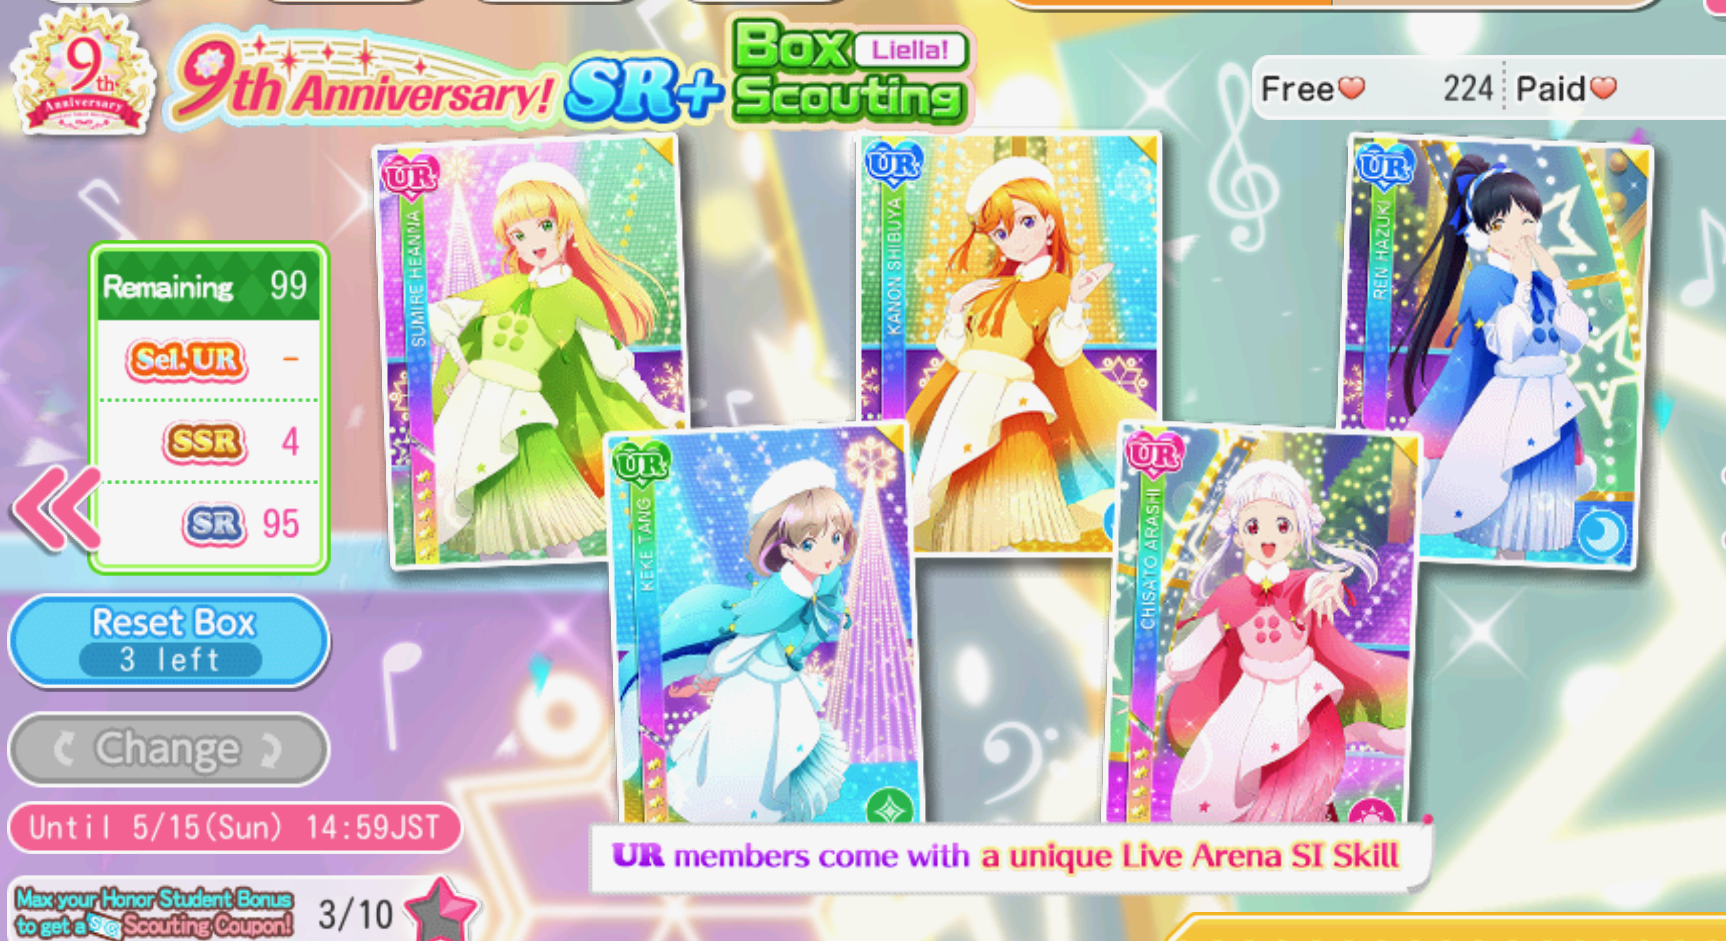 9th
Anniversary
9th Anniversary! SR+ Box Scouting Liella!
Free 224 Paid
UR
SUMIRE HEANNA
UR
KANON SHIBUYA
UR
REN HAZUKI
Remaining 99
Sel.UR -
SSR 4
SR 95
UR
KEKE TANG
UR
CHISATO ARASHI
Reset Box
3 left
Change
Until 5/15(Sun) 14:59JST
UR members come with a unique Live Arena SI Skill
Max your Honor Student Bonus
to get a Scouting Coupon!
3/10